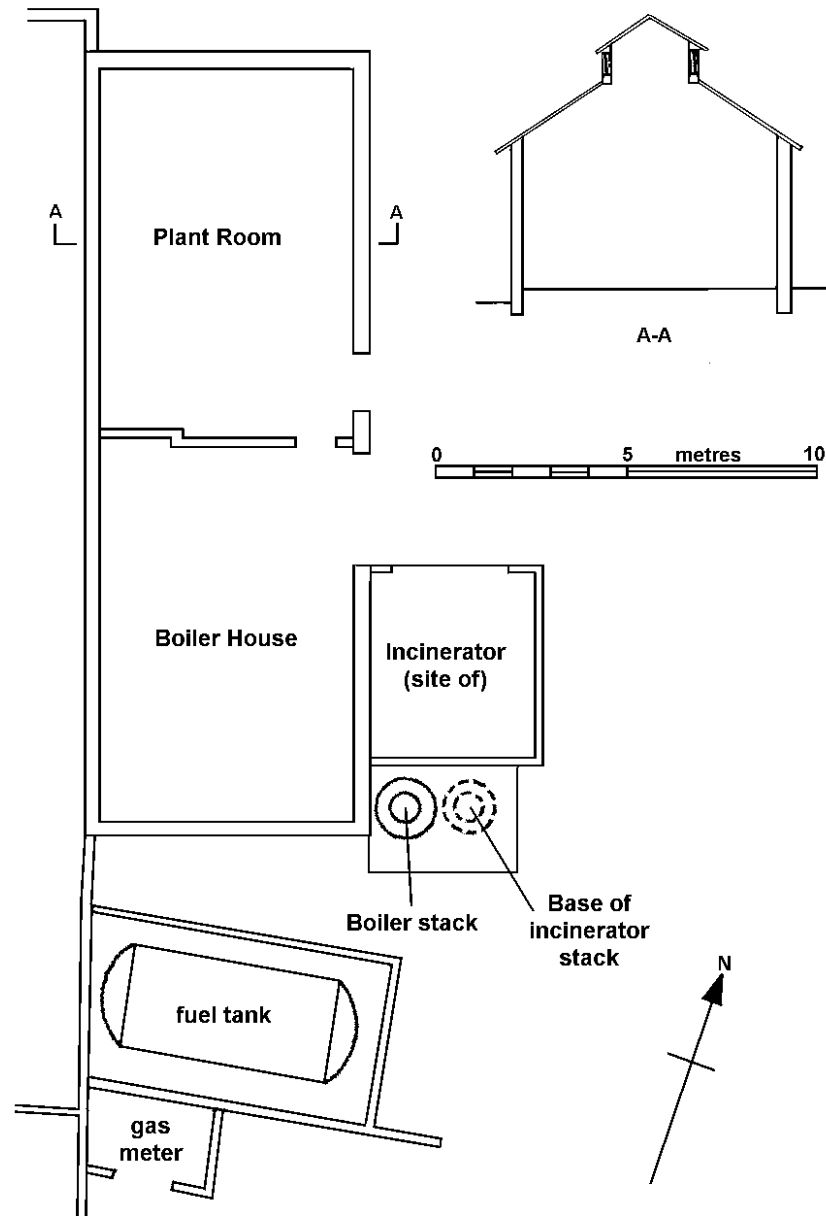 A
A
Plant Room
A-A
0 5 metres 10
Boiler House
Incinerator
(site of)
Boiler stack
Base of
incinerator
stack
N
fuel tank
gas
meter